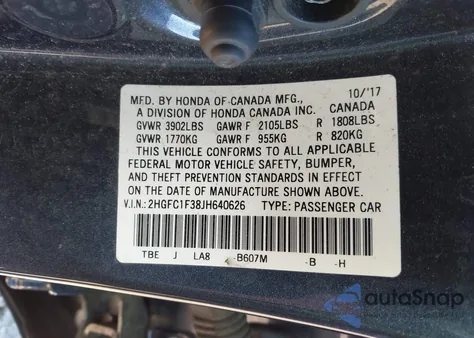 MFD. BY HONDA OF CANADA MFG., 10/'17
A DIVISION OF HONDA CANADA INC. CANADA
GVWR 3902LBS GAWR F 2105LBS R 1808LBS
GVWR 1770KG GAWR F 955KG R 820KG
THIS VEHICLE CONFORMS TO ALL APPLICABLE
FEDERAL MOTOR VEHICLE SAFETY, BUMPER,
AND THEFT PREVENTION STANDARDS IN EFFECT
ON THE DATE OF MANUFACTURE SHOWN ABOVE.
V.I.N.: 2HGFC1F38JH640626 TYPE: PASSENGER CAR
TBE J LA8 B607M -B -H
autoSnap